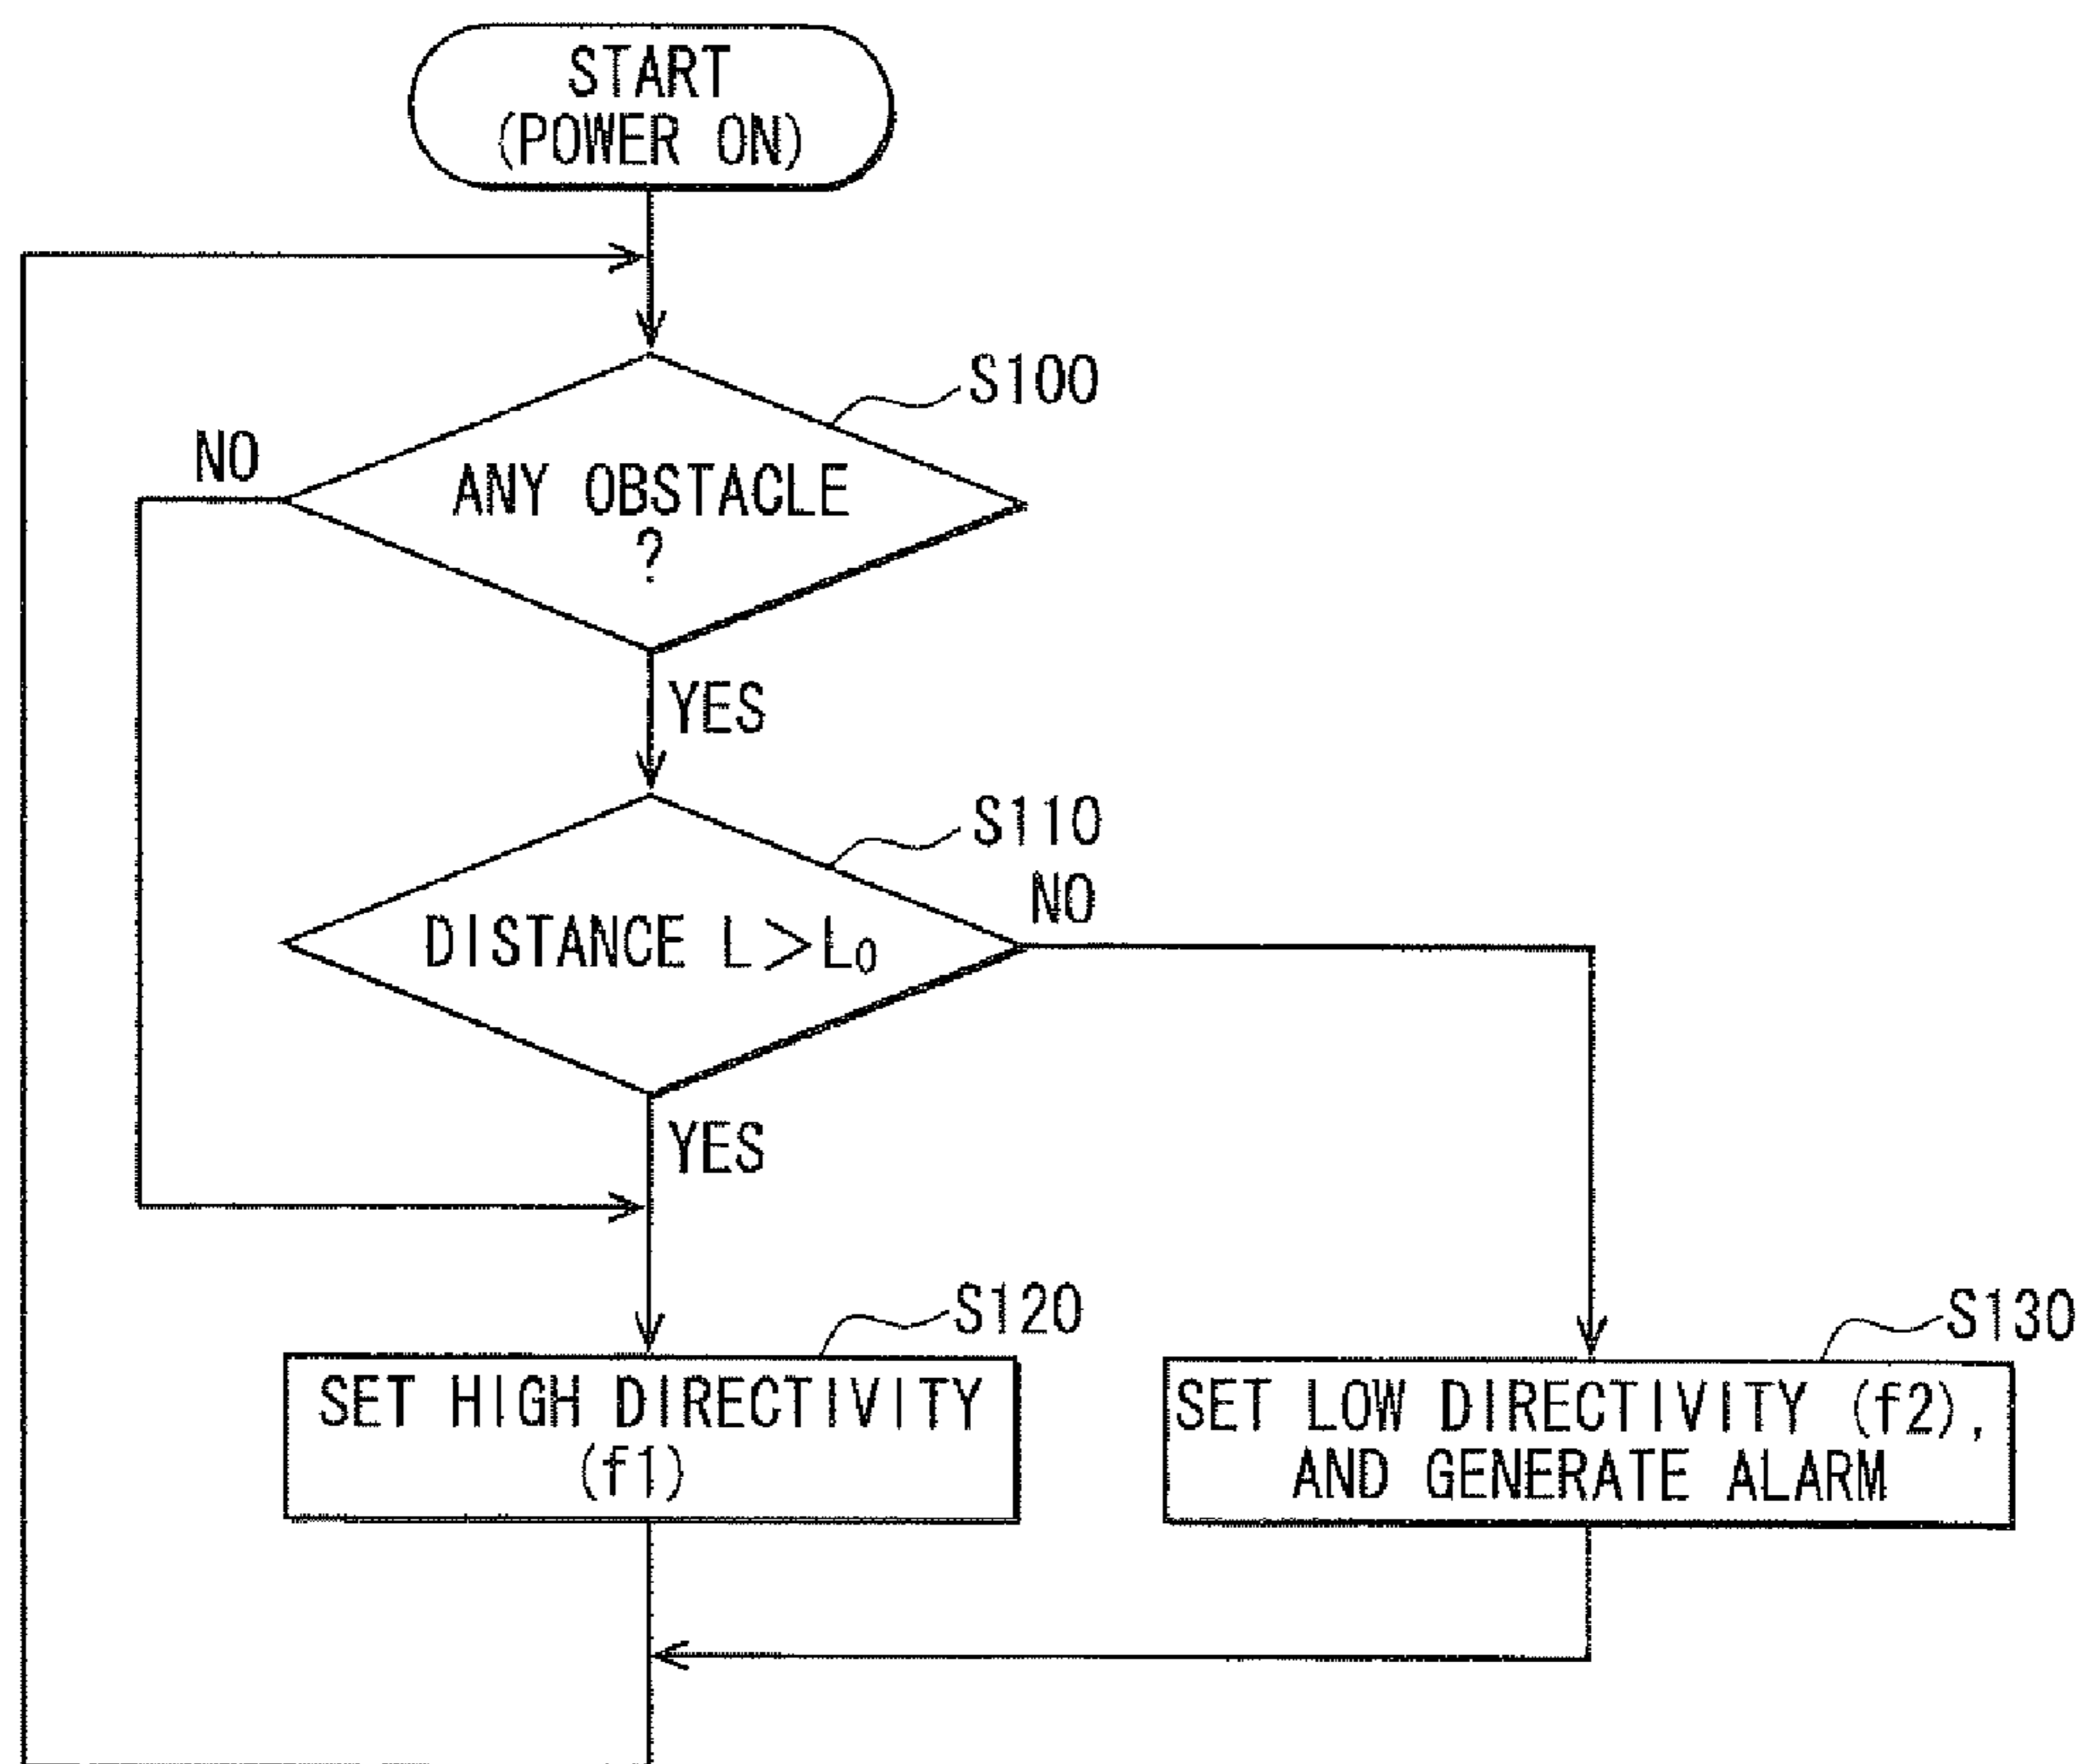 START
(POWER ON)
S100
NO
ANY OBSTACLE
?
YES
S110
NO
DISTANCE L>L₀
YES
S120
S130
SET HIGH DIRECTIVITY
(f1)
SET LOW DIRECTIVITY (f2),
AND GENERATE ALARM